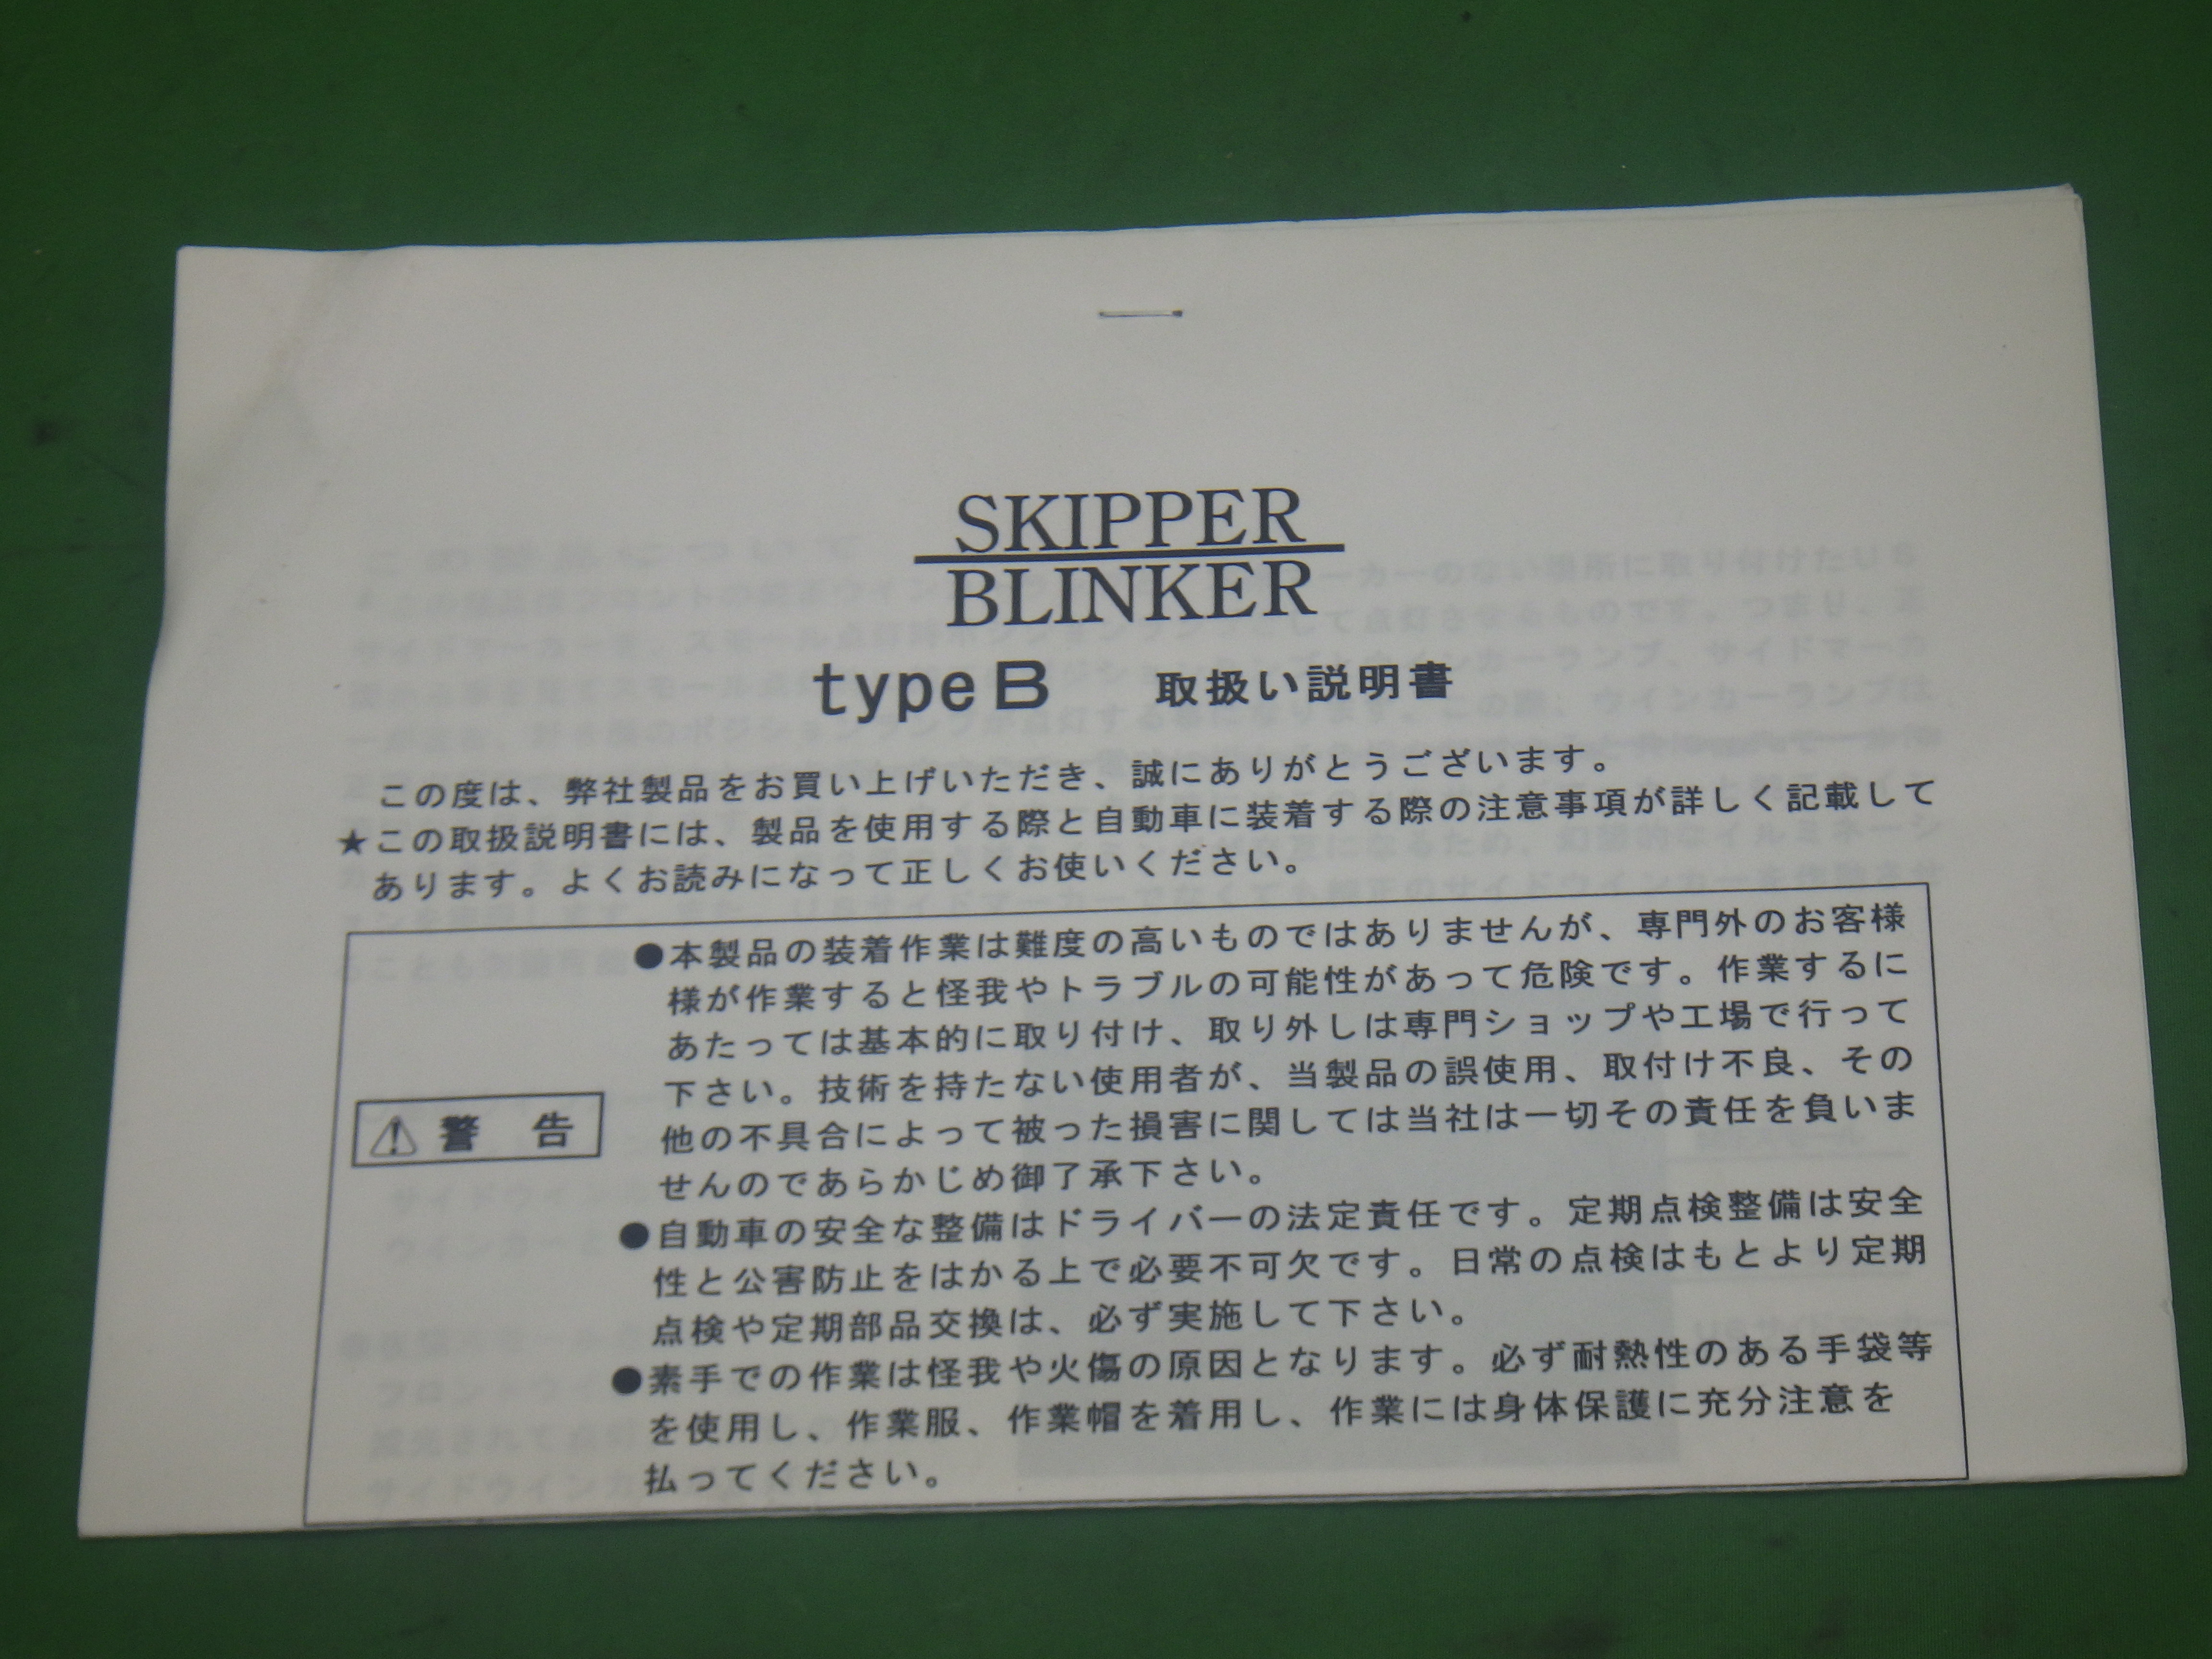 SKIPPER
BLINKER
typeB 取扱い説明書
この度は、弊社製品をお買い上げいただき、誠にありがとうございます。
★この取扱説明書には、製品を使用する際と自動車に装着する際の注意事項が詳しく記載して
あります。よくお読みになって正しくお使いください。
⚠警 告
●本製品の装着作業は難度の高いものではありませんが、専門外のお客様
様が作業すると怪我やトラブルの可能性があって危険です。作業するに
あたっては基本的に取り付け、取り外しは専門ショップや工場で行って
下さい。技術を持たない使用者が、当製品の誤使用、取付け不良、その
他の不具合によって被った損害に関しては当社は一切その責任を負いま
せんのであらかじめ御了承下さい。
●自動車の安全な整備はドライバーの法定責任です。定期点検整備は安全
性と公害防止をはかる上で必要不可欠です。日常の点検はもとより定期
点検や定期部品交換は、必ず実施して下さい。
●素手での作業は怪我や火傷の原因となります。必ず耐熱性のある手袋等
を使用し、作業服、作業帽を着用し、作業には身体保護に充分注意を
払ってください。